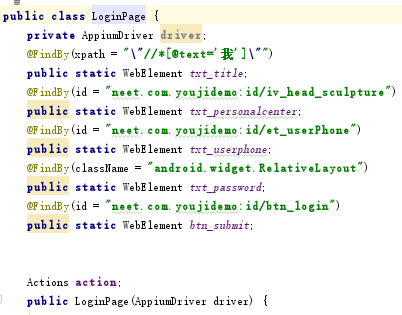 public class LoginPage {
private AppiumDriver driver;
@FindBy(xpath = "\"//*[@text='我']\"")
public static WebElement txt_title;
@FindBy(id = "neet.com.youjidemo:id/iv_head_sculpture")
public static WebElement txt_personalcenter;
@FindBy(id = "neet.com.youjidemo:id/et_userPhone")
public static WebElement txt_userphone;
@FindBy(className = "android.widget.RelativeLayout")
public static WebElement txt_password;
@FindBy(id = "neet.com.youjidemo:id/btn_login")
public static WebElement btn_submit;
Actions action;
public LoginPage(AppiumDriver driver) {